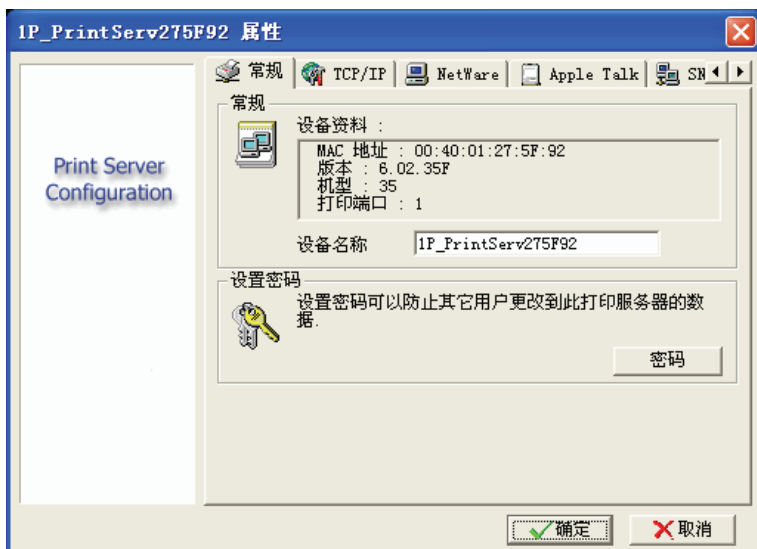 1P_PrintServ275F92 属性
常规 TCP/IP NetWare Apple Talk SN
Print Server
Configuration
常规
设备资料 :
MAC 地址 : 00:40:01:27:5F:92
版本 : 6.02.35F
机型 : 35
打印端口 : 1
设备名称 1P_PrintServ275F92
设置密码
设置密码可以防止其它用户更改到此打印服务器的数
据.
密码
确定 取消